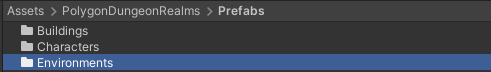 Assets > PolygonDungeonRealms > Prefabs
Buildings
Characters
Environments